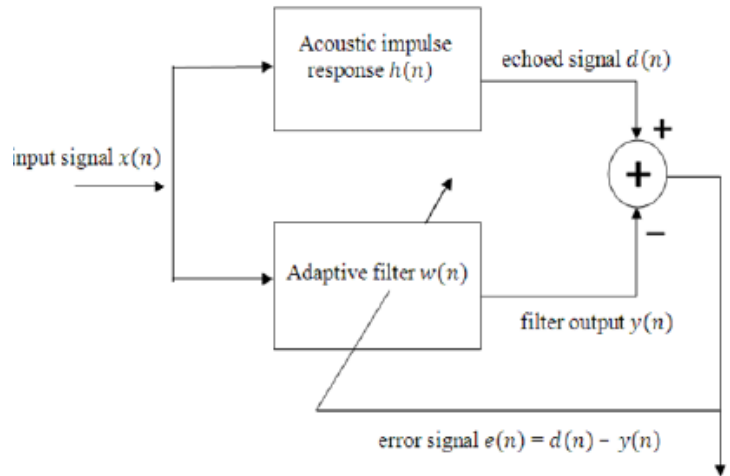 Acoustic impulse
response h(n)
echoed signal d(n)
+
input signal x(n)
+
−
Adaptive filter w(n)
filter output y(n)
error signal e(n) = d(n) − y(n)